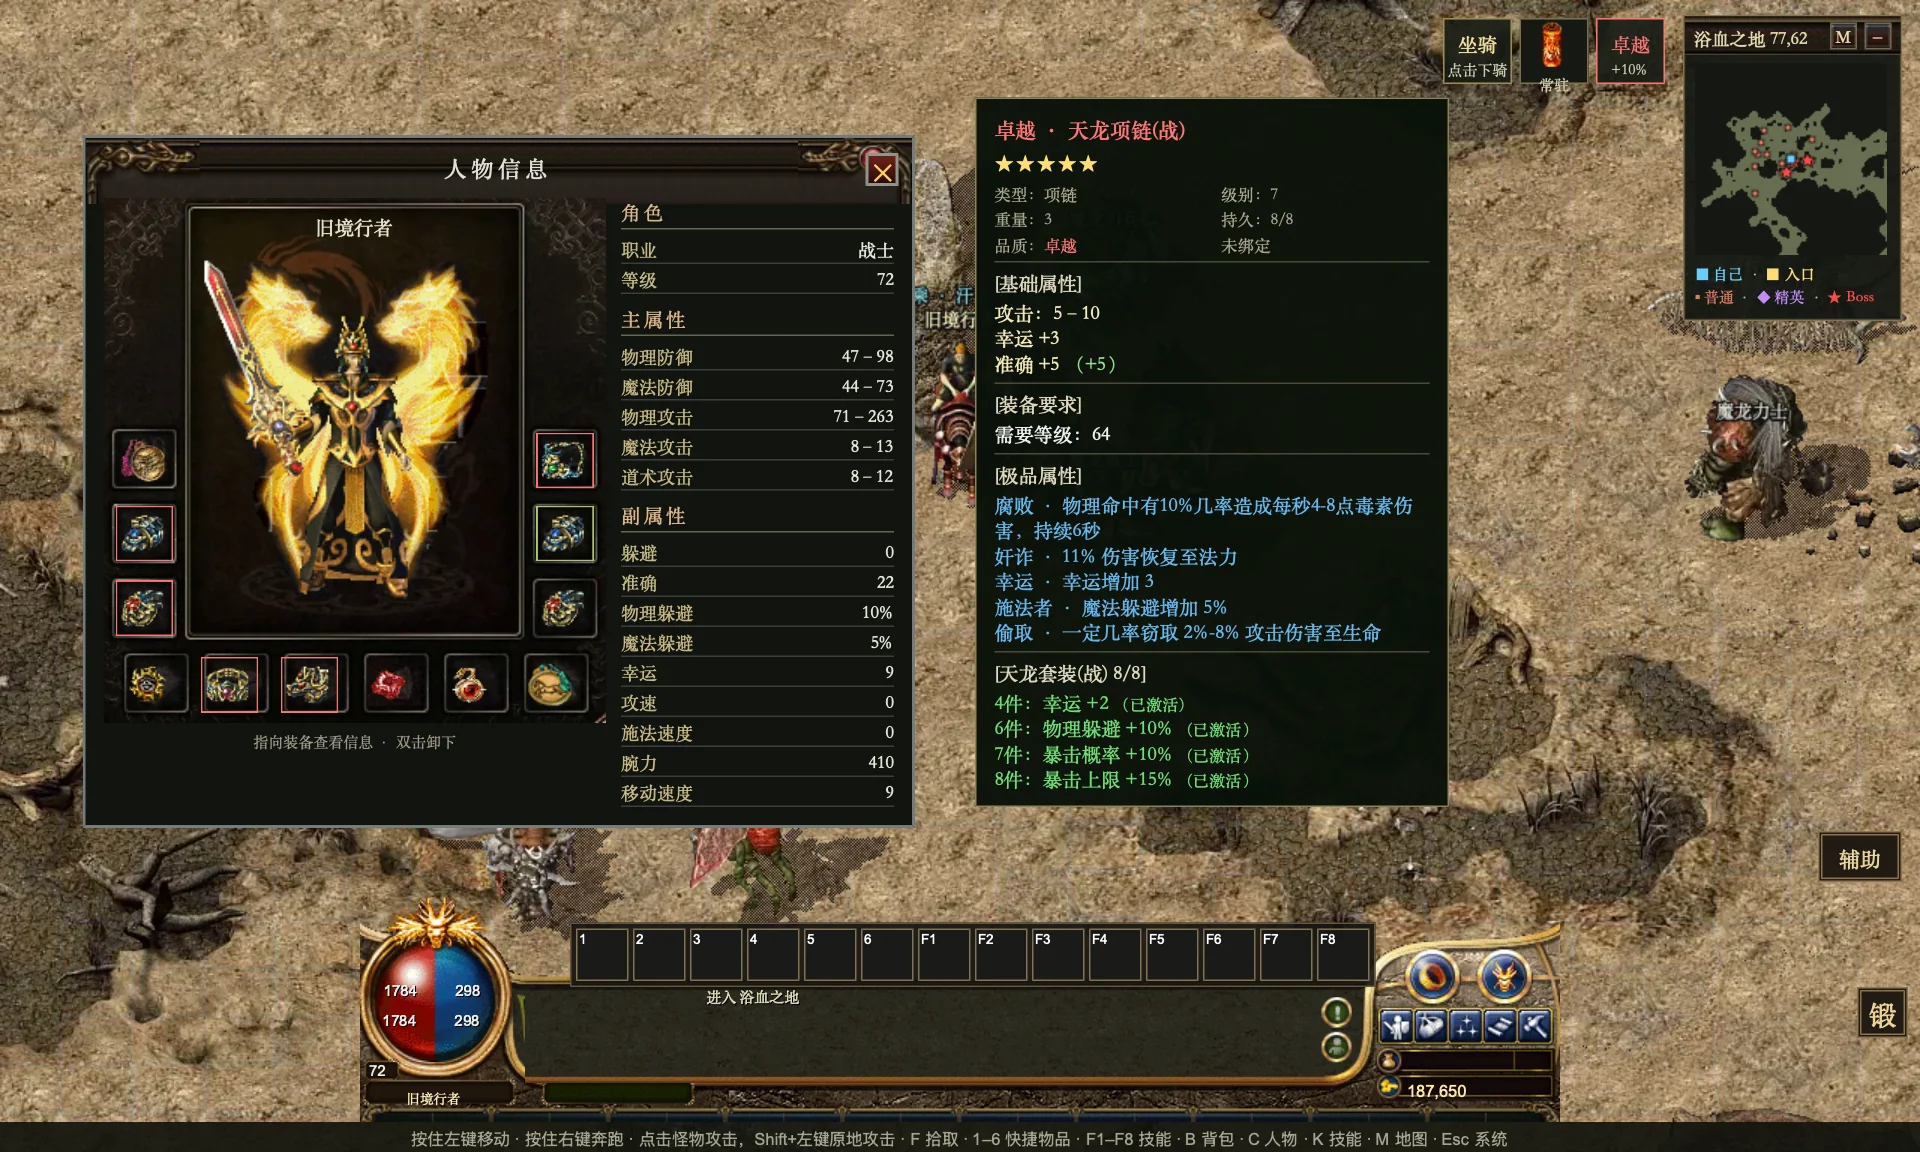 坐骑
点击下骑
常驻
卓越
+10%
浴血之地 77,62
M
自己 · 入口
普通 · 精英 · Boss
人物信息
旧境行者
指向装备查看信息 · 双击卸下
角色
职业 战士
等级 72
主属性
物理防御 47 – 98
魔法防御 44 – 73
物理攻击 71 – 263
魔法攻击 8 – 13
道术攻击 8 – 12
副属性
躲避 0
准确 22
物理躲避 10%
魔法躲避 5%
幸运 9
攻速 0
施法速度 0
腕力 410
移动速度 9
汗
旧境行
卓越 · 天龙项链(战)
★★★★★
类型: 项链 级别: 7
重量: 3 持久: 8/8
品质: 卓越 未绑定
[基础属性]
攻击: 5 – 10
幸运 +3
准确 +5 (+5)
[装备要求]
需要等级: 64
[极品属性]
腐败 · 物理命中有10%几率造成每秒4-8点毒素伤
害，持续6秒
奸诈 · 11% 伤害恢复至法力
幸运 · 幸运增加 3
施法者 · 魔法躲避增加 5%
偷取 · 一定几率窃取 2%-8% 攻击伤害至生命
[天龙套装(战) 8/8]
4件: 幸运 +2 (已激活)
6件: 物理躲避 +10% (已激活)
7件: 暴击概率 +10% (已激活)
8件: 暴击上限 +15% (已激活)
魔龙力士
辅助
锻
1 2 3 4 5 6 F1 F2 F3 F4 F5 F6 F7 F8
进入 浴血之地
1784 298
1784 298
72
旧境行者
187,650
按住左键移动 · 按住右键奔跑 · 点击怪物攻击，Shift+左键原地攻击 · F 拾取 · 1–6 快捷物品 · F1–F8 技能 · B 背包 · C 人物 · K 技能 · M 地图 · Esc 系统